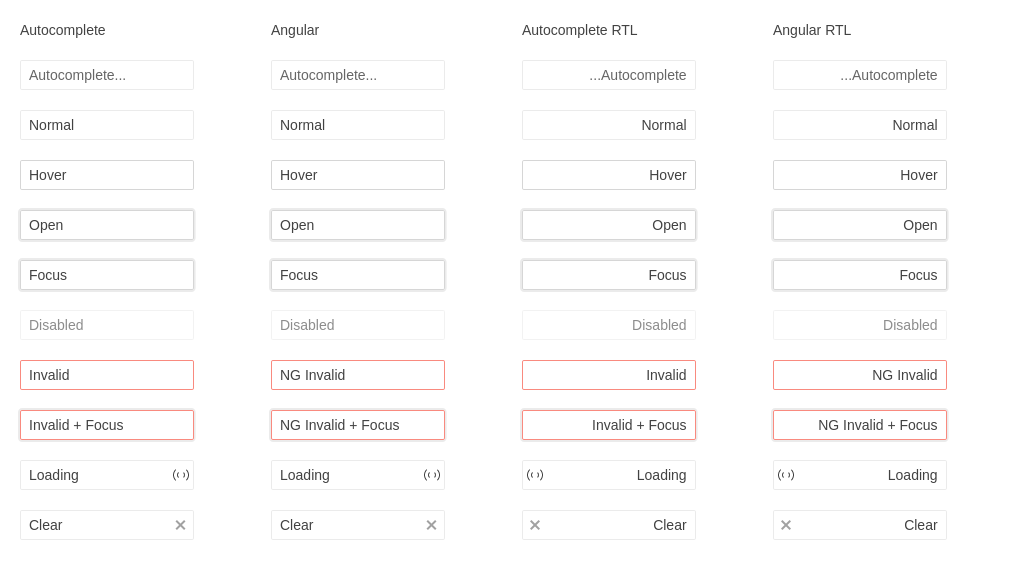 Autocomplete Angular Autocomplete RTL Angular RTL
Autocomplete... Autocomplete... ...Autocomplete ...Autocomplete
Normal Normal Normal Normal
Hover Hover Hover Hover
Open Open Open Open
Focus Focus Focus Focus
Disabled Disabled Disabled Disabled
Invalid NG Invalid Invalid NG Invalid
Invalid + Focus NG Invalid + Focus Invalid + Focus NG Invalid + Focus
Loading Loading Loading Loading
Clear Clear Clear Clear